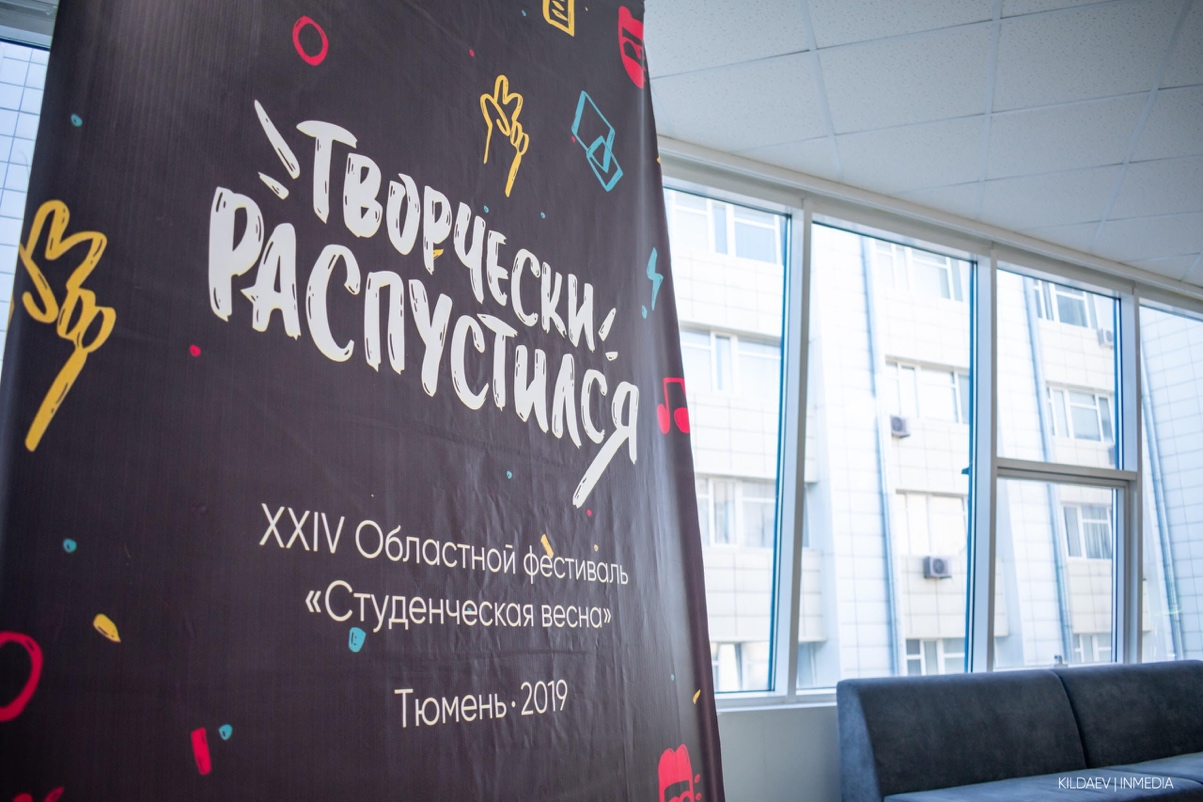 ТВОРЧЕСКИ
РАСПУСТИЛСЯ
XXIV Областной фестиваль
«Студенческая весна»
Тюмень · 2019
KILDAEV | INMEDIA